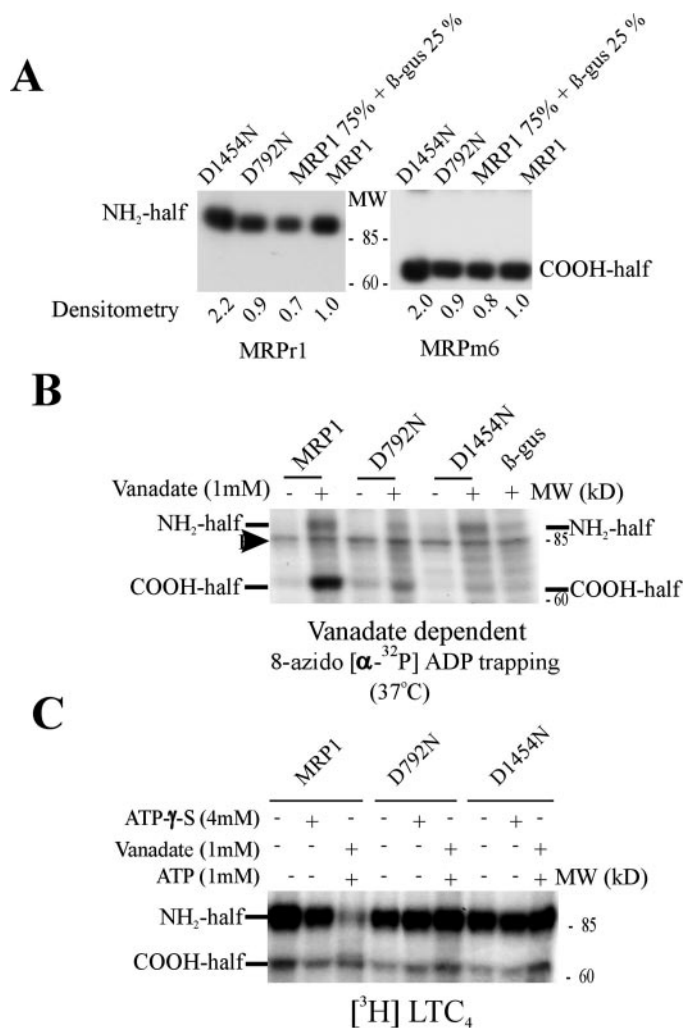 A
D1454N
D792N
MRP1 75% + ß-gus 25 %
MRP1
D1454N
D792N
MRP1 75% + ß-gus 25 %
MRP1
NH₂-half
MW
- 85-
- 60 -
COOH-half
Densitometry
2.2 0.9 0.7 1.0 2.0 0.9 0.8 1.0
MRPr1 MRPm6
B
MRP1 D792N D1454N ß-gus
Vanadate (1mM) - + - + - + + MW (kD)
NH₂-half - 85 NH₂-half
COOH-half - 60 COOH-half
Vanadate dependent
8-azido [α-³²P] ADP trapping
(37°C)
C
MRP1 D792N D1454N
ATP-γ-S (4mM) - + - - + - - + -
Vanadate (1mM) - - + - - + - - +
ATP (1mM) - - + - - + - - + MW (kD)
NH₂-half - 85
COOH-half - 60
[³H] LTC₄